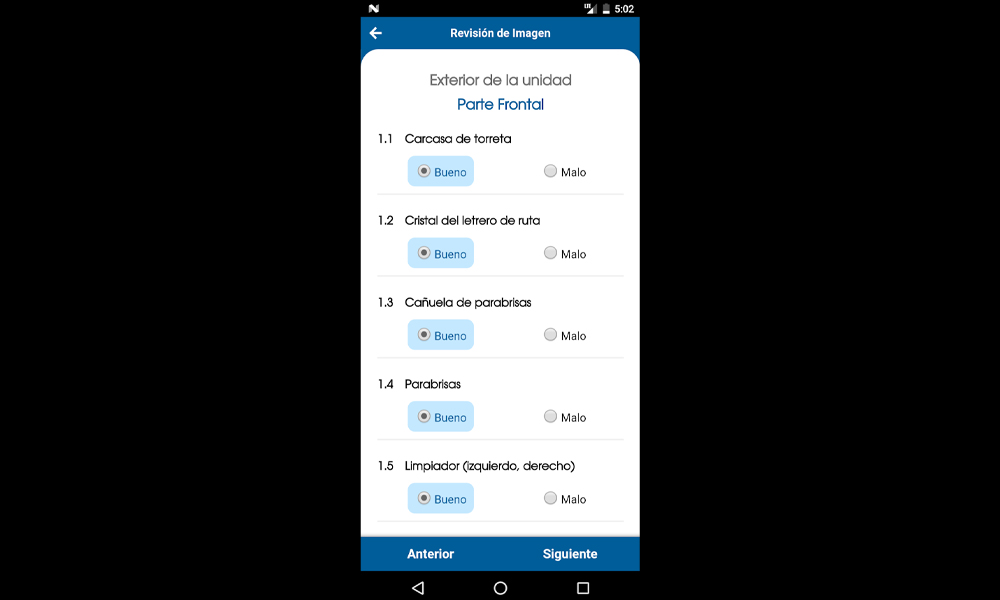 5:02
Revisión de Imagen
Exterior de la unidad
Parte Frontal
1.1 Carcasa de torreta
Bueno Malo
1.2 Cristal del letrero de ruta
Bueno Malo
1.3 Cañuela de parabrisas
Bueno Malo
1.4 Parabrisas
Bueno Malo
1.5 Limpiador (izquierdo, derecho)
Bueno Malo
Anterior Siguiente